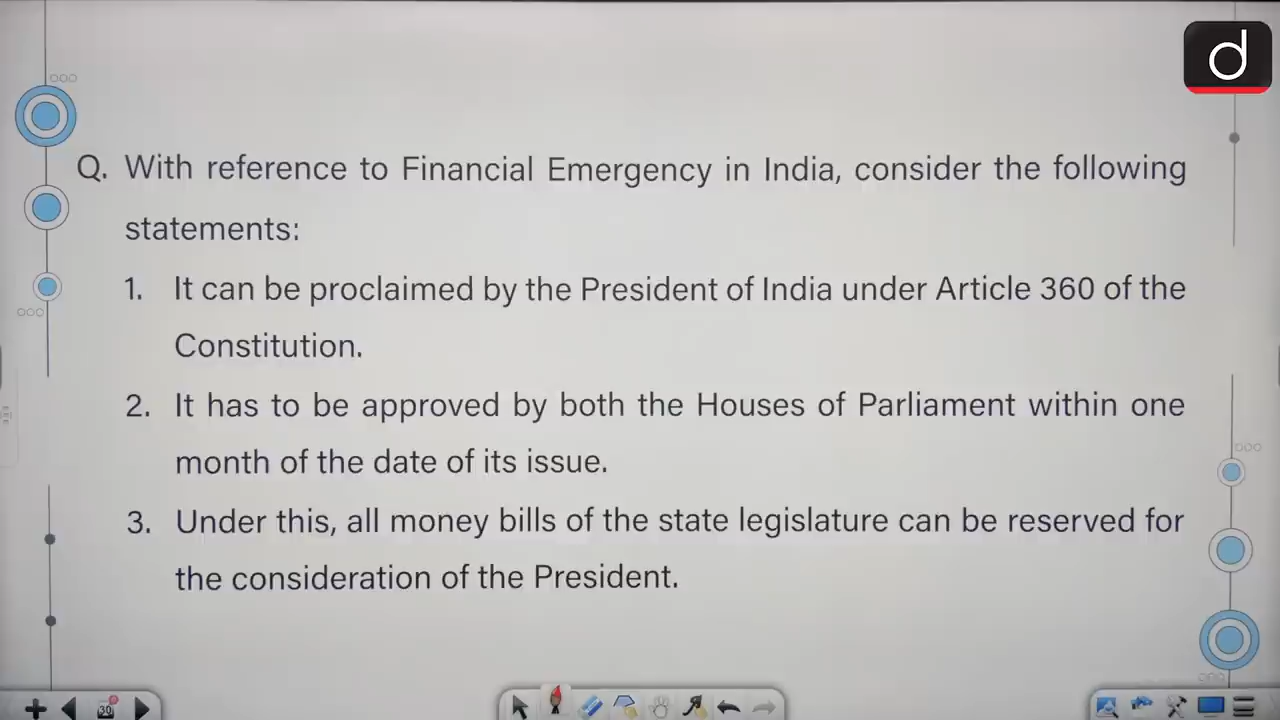 d
Q. With reference to Financial Emergency in India, consider the following
statements:
1. It can be proclaimed by the President of India under Article 360 of the
Constitution.
2. It has to be approved by both the Houses of Parliament within one
month of the date of its issue.
3. Under this, all money bills of the state legislature can be reserved for
the consideration of the President.
30